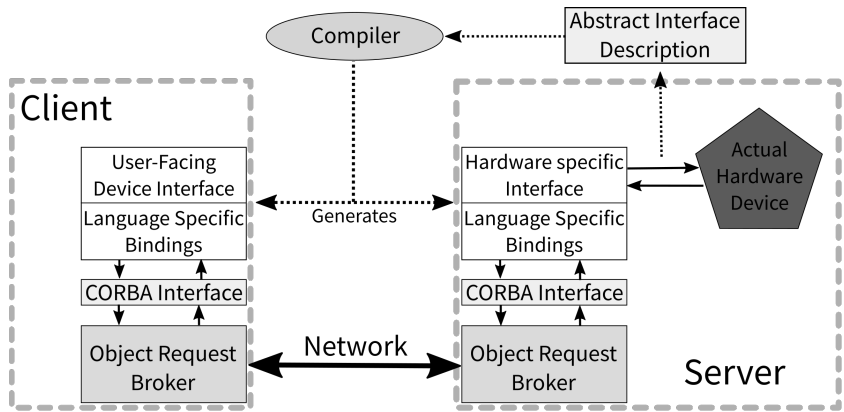 Compiler
Abstract Interface
Description
Client
User-Facing
Device Interface
Language Specific
Bindings
CORBA Interface
Object Request
Broker
Generates
Network
Hardware specific
Interface
Language Specific
Bindings
CORBA Interface
Object Request
Broker
Actual
Hardware
Device
Server